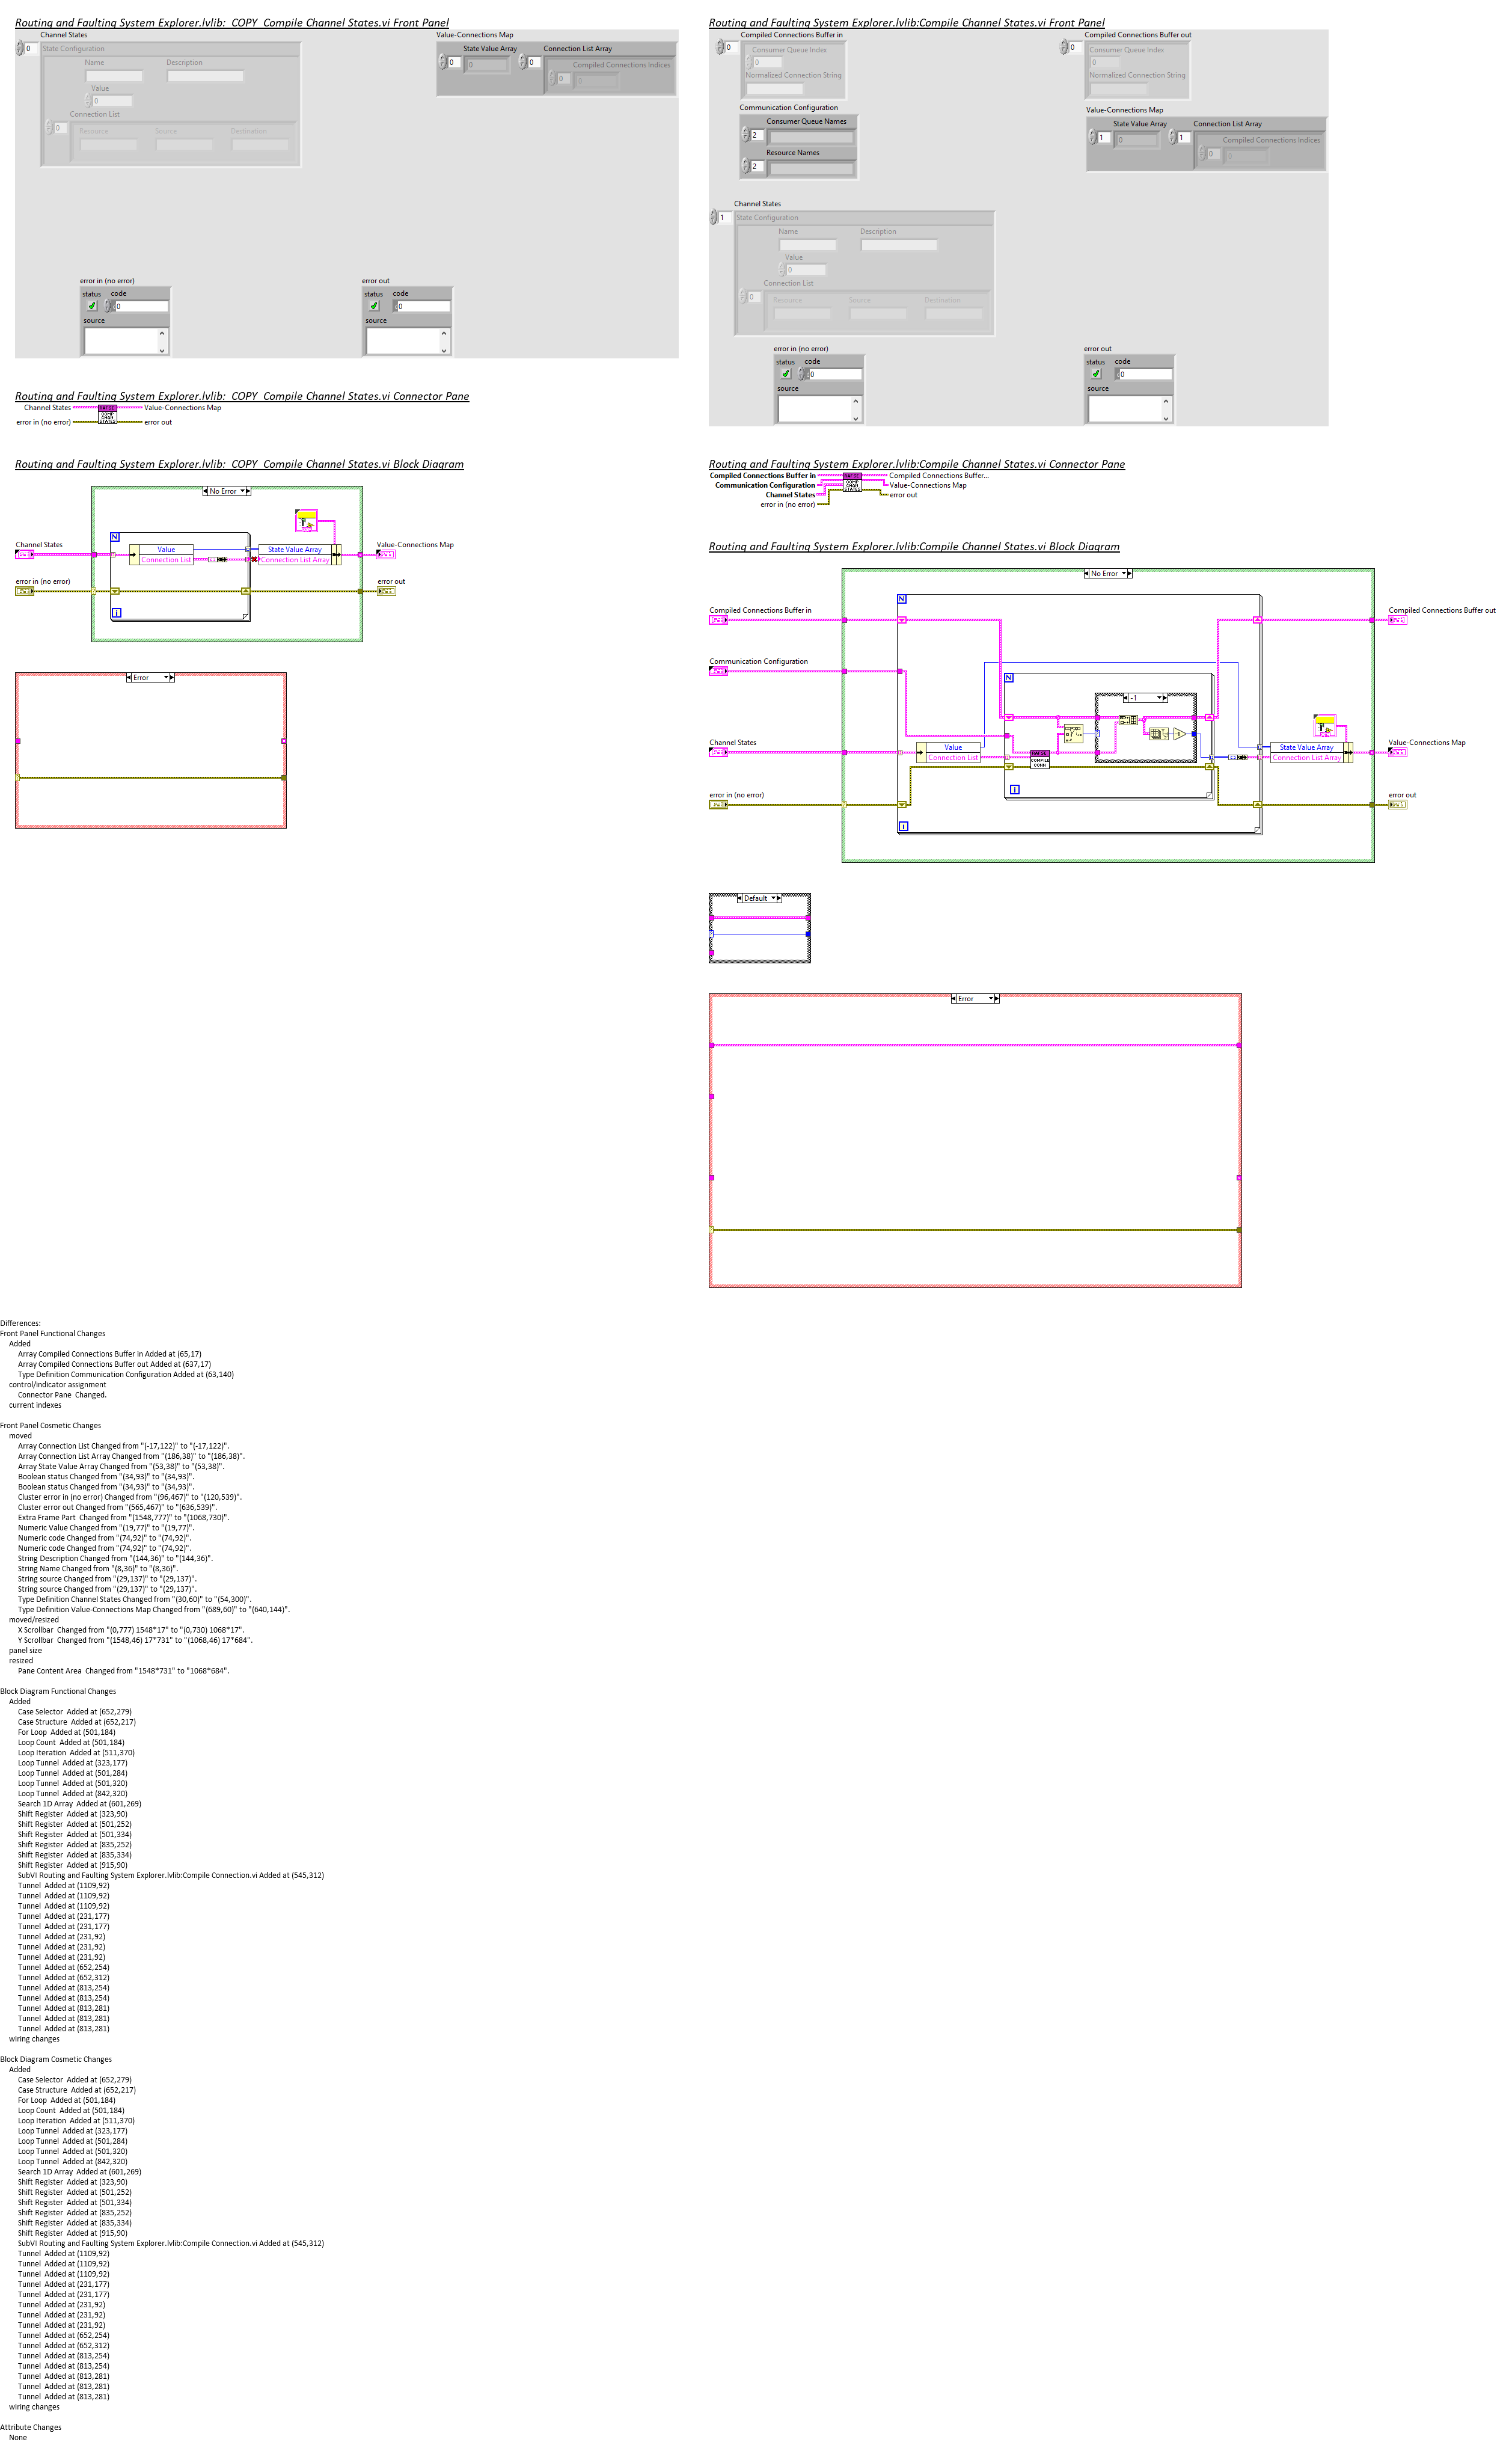 Routing and Faulting System Explorer.lvlib:_COPY_Compile Channel States.vi Front Panel
Channel States
0
State Configuration
Name
Description
Value
0
Connection List
0
Resource
Source
Destination
Value-Connections Map
State Value Array
Connection List Array
0
0
0
Compiled Connections Indices
0
0
error in (no error)
status
code
0
source
error out
status
code
0
source
Routing and Faulting System Explorer.lvlib:_COPY_Compile Channel States.vi Connector Pane
Channel States
Value-Connections Map
error in (no error)
error out
COMP
CHAN
STATES
Routing and Faulting System Explorer.lvlib:_COPY_Compile Channel States.vi Block Diagram
No Error
Channel States
N
Value
Connection List
State Value Array
Connection List Array
Value-Connections Map
error in (no error)
error out
i
Error
Routing and Faulting System Explorer.lvlib:Compile Channel States.vi Front Panel
Compiled Connections Buffer in
0
Consumer Queue Index
0
Normalized Connection String
Compiled Connections Buffer out
0
Consumer Queue Index
0
Normalized Connection String
Communication Configuration
Consumer Queue Names
2
Resource Names
2
Value-Connections Map
State Value Array
Connection List Array
1
0
1
Compiled Connections Indices
0
0
Channel States
1
State Configuration
Name
Description
Value
0
Connection List
0
Resource
Source
Destination
error in (no error)
status
code
0
source
error out
status
code
0
source
Routing and Faulting System Explorer.lvlib:Compile Channel States.vi Connector Pane
Compiled Connections Buffer in
Compiled Connections Buffer...
Communication Configuration
Value-Connections Map
Channel States
error out
error in (no error)
COMP
CHAN
STATES
Routing and Faulting System Explorer.lvlib:Compile Channel States.vi Block Diagram
No Error
N
Compiled Connections Buffer in
Compiled Connections Buffer out
Communication Configuration
N
-1
Channel States
Value
Connection List
COMPILE
CONN
State Value Array
Connection List Array
Value-Connections Map
i
error in (no error)
error out
i
Default
Error
Differences:
Front Panel Functional Changes
Added
Array Compiled Connections Buffer in Added at (65,17)
Array Compiled Connections Buffer out Added at (637,17)
Type Definition Communication Configuration Added at (63,140)
control/indicator assignment
Connector Pane  Changed.
current indexes
Front Panel Cosmetic Changes
moved
Array Connection List Changed from "(-17,122)" to "(-17,122)".
Array Connection List Array Changed from "(186,38)" to "(186,38)".
Array State Value Array Changed from "(53,38)" to "(53,38)".
Boolean status Changed from "(34,93)" to "(34,93)".
Boolean status Changed from "(34,93)" to "(34,93)".
Cluster error in (no error) Changed from "(96,467)" to "(120,539)".
Cluster error out Changed from "(565,467)" to "(636,539)".
Extra Frame Part  Changed from "(1548,777)" to "(1068,730)".
Numeric Value Changed from "(19,77)" to "(19,77)".
Numeric code Changed from "(74,92)" to "(74,92)".
Numeric code Changed from "(74,92)" to "(74,92)".
String Description Changed from "(144,36)" to "(144,36)".
String Name Changed from "(8,36)" to "(8,36)".
String source Changed from "(29,137)" to "(29,137)".
String source Changed from "(29,137)" to "(29,137)".
Type Definition Channel States Changed from "(30,60)" to "(54,300)".
Type Definition Value-Connections Map Changed from "(689,60)" to "(640,144)".
moved/resized
X Scrollbar  Changed from "(0,777) 1548*17" to "(0,730) 1068*17".
Y Scrollbar  Changed from "(1548,46) 17*731" to "(1068,46) 17*684".
panel size
resized
Pane Content Area  Changed from "1548*731" to "1068*684".
Block Diagram Functional Changes
Added
Case Selector  Added at (652,279)
Case Structure  Added at (652,217)
For Loop  Added at (501,184)
Loop Count  Added at (501,184)
Loop Iteration  Added at (511,370)
Loop Tunnel  Added at (323,177)
Loop Tunnel  Added at (501,284)
Loop Tunnel  Added at (501,320)
Loop Tunnel  Added at (842,320)
Search 1D Array  Added at (601,269)
Shift Register  Added at (323,90)
Shift Register  Added at (501,252)
Shift Register  Added at (501,334)
Shift Register  Added at (835,252)
Shift Register  Added at (835,334)
Shift Register  Added at (915,90)
SubVI Routing and Faulting System Explorer.lvlib:Compile Connection.vi Added at (545,312)
Tunnel  Added at (1109,92)
Tunnel  Added at (1109,92)
Tunnel  Added at (1109,92)
Tunnel  Added at (231,177)
Tunnel  Added at (231,177)
Tunnel  Added at (231,92)
Tunnel  Added at (231,92)
Tunnel  Added at (231,92)
Tunnel  Added at (652,254)
Tunnel  Added at (652,312)
Tunnel  Added at (813,254)
Tunnel  Added at (813,254)
Tunnel  Added at (813,281)
Tunnel  Added at (813,281)
Tunnel  Added at (813,281)
wiring changes
Block Diagram Cosmetic Changes
Added
Case Selector  Added at (652,279)
Case Structure  Added at (652,217)
For Loop  Added at (501,184)
Loop Count  Added at (501,184)
Loop Iteration  Added at (511,370)
Loop Tunnel  Added at (323,177)
Loop Tunnel  Added at (501,284)
Loop Tunnel  Added at (501,320)
Loop Tunnel  Added at (842,320)
Search 1D Array  Added at (601,269)
Shift Register  Added at (323,90)
Shift Register  Added at (501,252)
Shift Register  Added at (501,334)
Shift Register  Added at (835,252)
Shift Register  Added at (835,334)
Shift Register  Added at (915,90)
SubVI Routing and Faulting System Explorer.lvlib:Compile Connection.vi Added at (545,312)
Tunnel  Added at (1109,92)
Tunnel  Added at (1109,92)
Tunnel  Added at (1109,92)
Tunnel  Added at (231,177)
Tunnel  Added at (231,177)
Tunnel  Added at (231,92)
Tunnel  Added at (231,92)
Tunnel  Added at (231,92)
Tunnel  Added at (652,254)
Tunnel  Added at (652,312)
Tunnel  Added at (813,254)
Tunnel  Added at (813,254)
Tunnel  Added at (813,281)
Tunnel  Added at (813,281)
Tunnel  Added at (813,281)
wiring changes
Attribute Changes
None